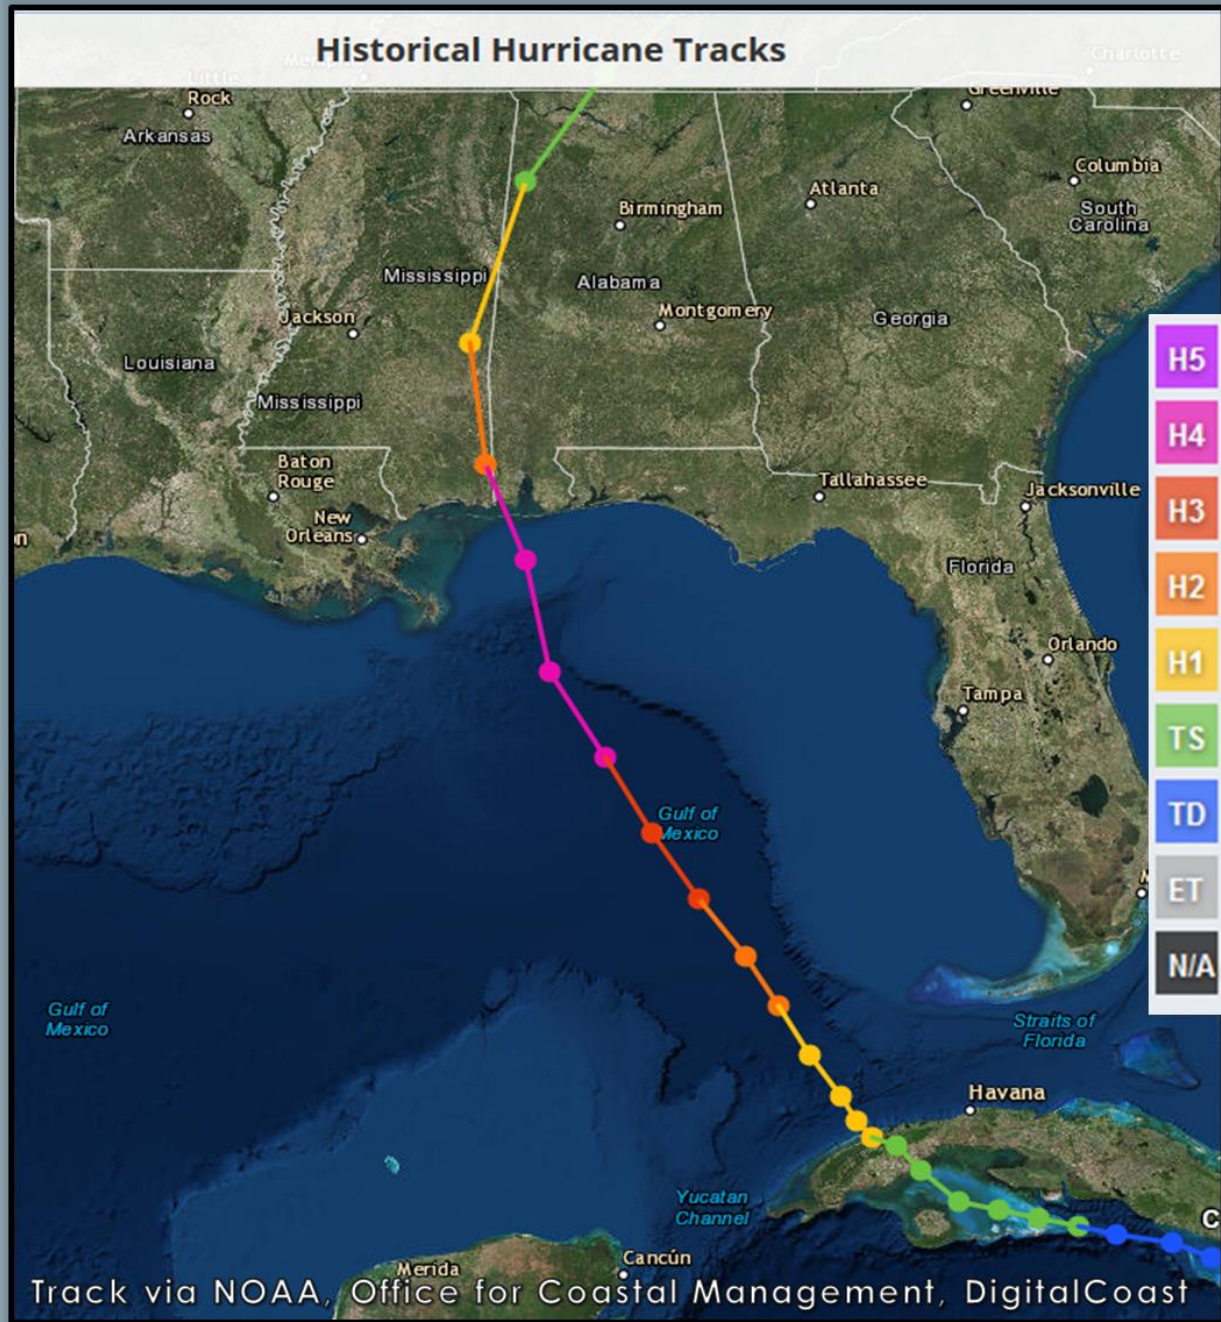 Historical Hurricane Tracks
Charlotte
Little
Rock
Greenville
Arkansas
Columbia
Atlanta
South
Carolina
Birmingham
Mississippi
Alabama
Montgomery
Jackson
Georgia
Louisiana
Mississippi
Baton
Rouge
Tallahassee
Jacksonville
New
Orleans
n
Florida
Orlando
Tampa
Gulf of
Mexico
H5
H4
H3
H2
H1
TS
TD
ET
N/A
Gulf of
Mexico
Straits of
Florida
Havana
Yucatan
Channel
C
Cancún
Merida
Track via NOAA, Office for Coastal Management, DigitalCoast